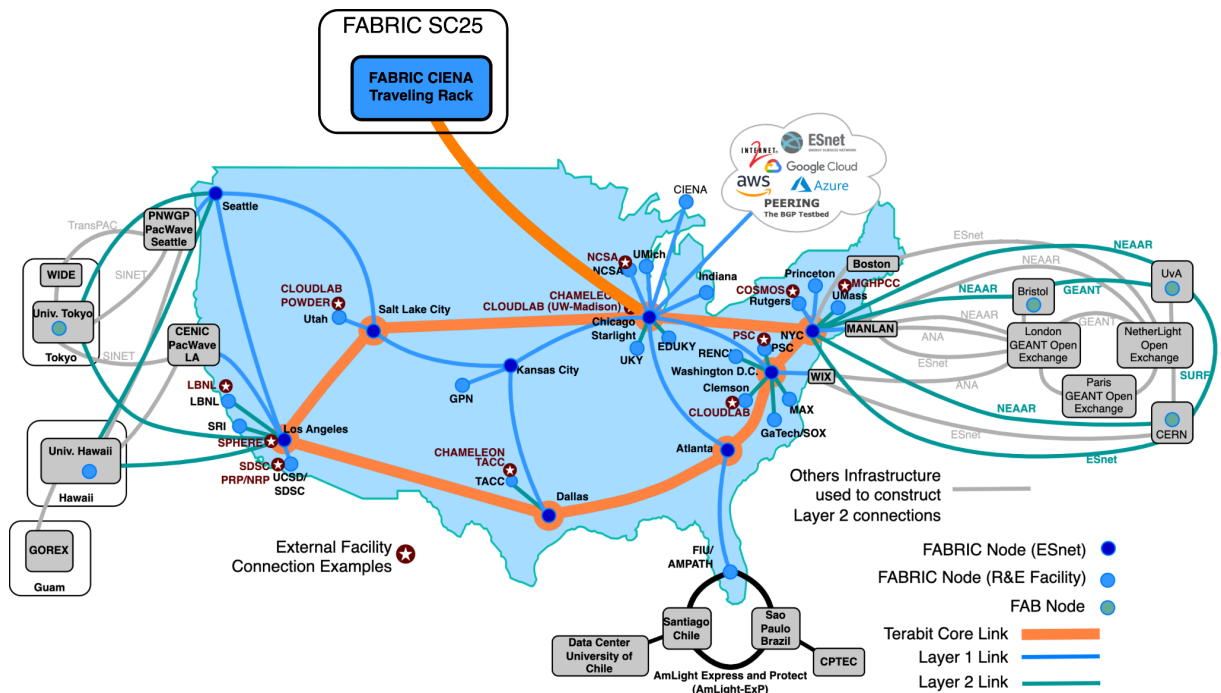 FABRIC SC25
FABRIC CIENA
Traveling Rack
INTERNET2
ESnet
ENERGY SCIENCES NETWORK
Google Cloud
aws
Azure
PEERING
The BGP Testbed
CIENA
Seattle
PNWGP
PacWave
Seattle
TransPAC
SINET
WIDE
Univ. Tokyo
Tokyo
SINET
CENIC
PacWave
LA
CLOUDLAB
POWDER
Utah
Salt Lake City
NCSA
NCSA
UMich
Indiana
CHAMELEO
CLOUDLAB (UW-Madison)
Chicago
Starlight
UKY
EDUKY
Kansas City
GPN
LBNL
LBNL
SRI
SPHERE
Los Angeles
SDSC
PRP/NRP
UCSD/
SDSC
Univ. Hawaii
Hawaii
GOREX
Guam
CHAMELEON
TACC
TACC
Dallas
Atlanta
COSMOS
Rutgers
Princeton
MGHPCC
UMass
Boston
NYC
MANLAN
PSC
PSC
RENCI
Washington D.C.
WIX
Clemson
CLOUDLAB
MAX
GaTech/SOX
ESnet
NEAAR
NEAAR
NEAAR
GEANT
NEAAR
ANA
GEANT
ESnet
ANA
NEAAR
ESnet
ESnet
SURF
Bristol
UvA
London
GEANT Open
Exchange
NetherLight
Open
Exchange
Paris
GEANT Open
Exchange
CERN
FIU/
AMPATH
Santiago
Chile
Sao
Paulo
Brazil
Data Center
University of
Chile
CPTEC
AmLight Express and Protect
(AmLight-ExP)
External Facility
Connection Examples
Others Infrastructure
used to construct
Layer 2 connections
FABRIC Node (ESnet)
FABRIC Node (R&E Facility)
FAB Node
Terabit Core Link
Layer 1 Link
Layer 2 Link